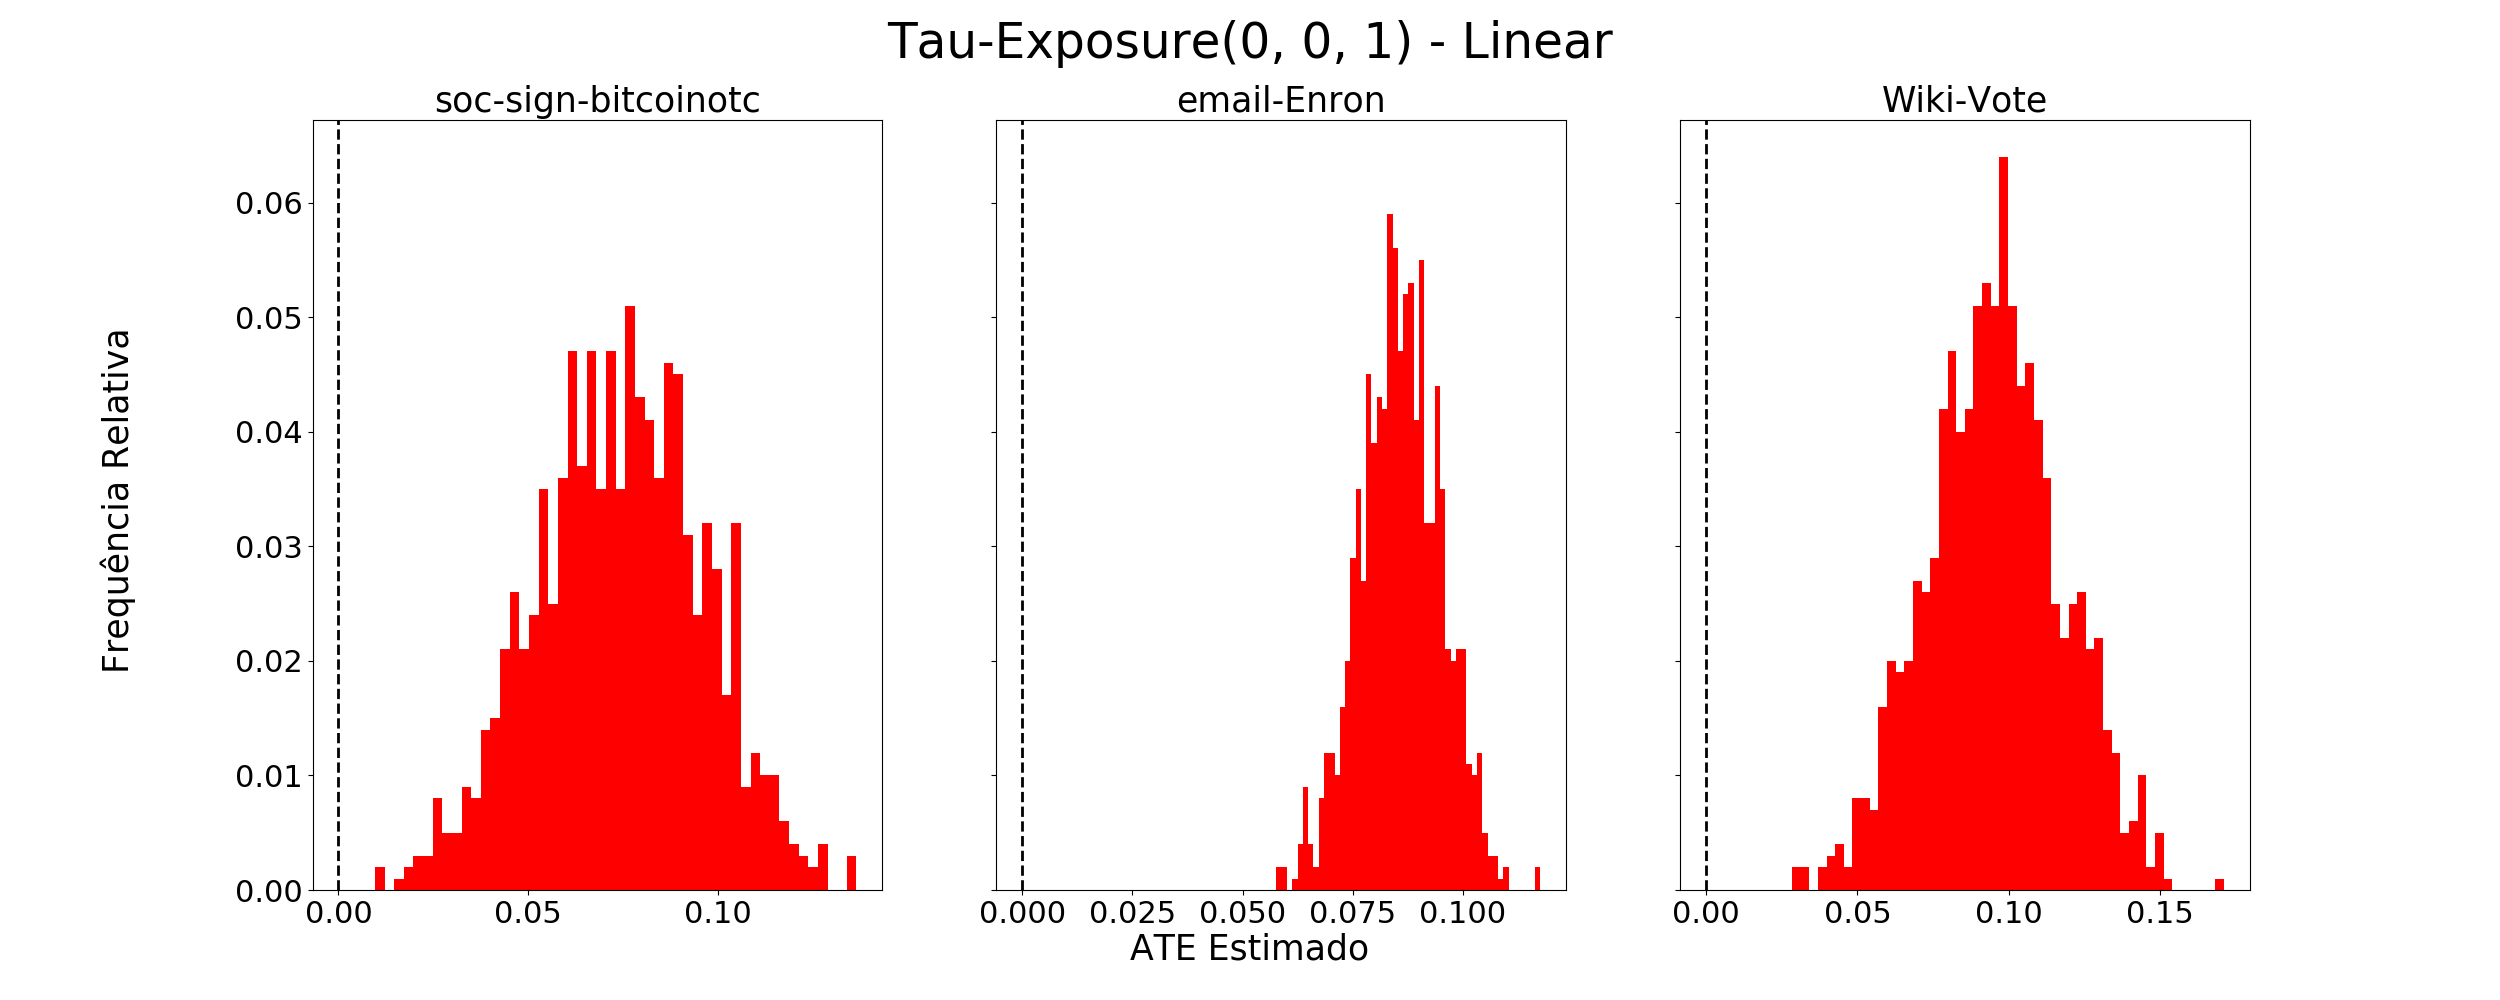 Tau-Exposure(0, 0, 1) - Linear
soc-sign-bitcoinotc
email-Enron
Wiki-Vote
Frequência Relativa
0.06
0.05
0.04
0.03
0.02
0.01
0.00
0.00 0.05 0.10
0.000 0.025 0.050 0.075 0.100
0.00 0.05 0.10 0.15
ATE Estimado